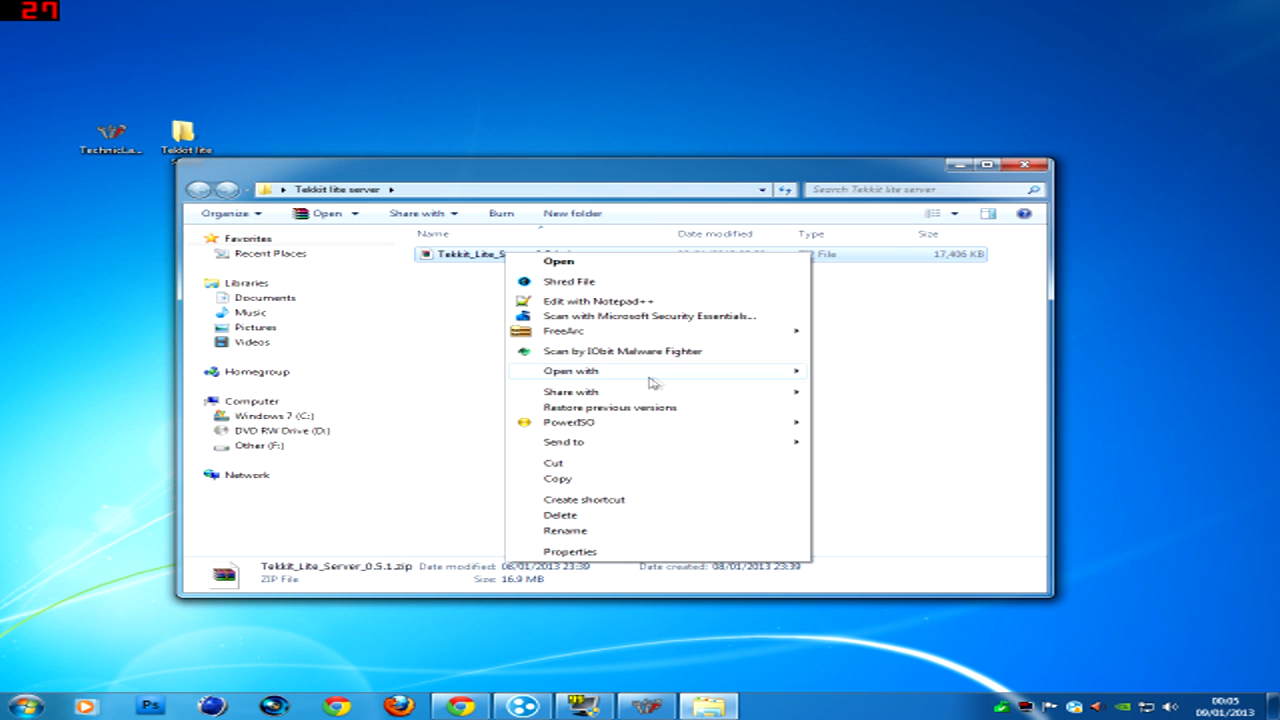 27
TechnicLa...
Tekkit lite
Tekkit lite server
Search Tekkit lite server
Organize
Open
Share with
Burn
New folder
Name
Date modified
Type
Size
Favorites
Recent Places
Libraries
Documents
Music
Pictures
Videos
Homegroup
Computer
Windows 7 (C:)
DVD RW Drive (D:)
Other (F:)
Network
Tekkit_Lite_S
File
17,406 KB
Open
Shred File
Edit with Notepad++
Scan with Microsoft Security Essentials...
FreeArc
Scan by IObit Malware Fighter
Open with
Share with
Restore previous versions
PowerISO
Send to
Cut
Copy
Create shortcut
Delete
Rename
Properties
Tekkit_Lite_Server_0.5.1.zip Date modified: 08/01/2013 23:39 Date created: 08/01/2013 23:39
ZIP File Size: 16.9 MB
Ps
00:05
09/01/2013